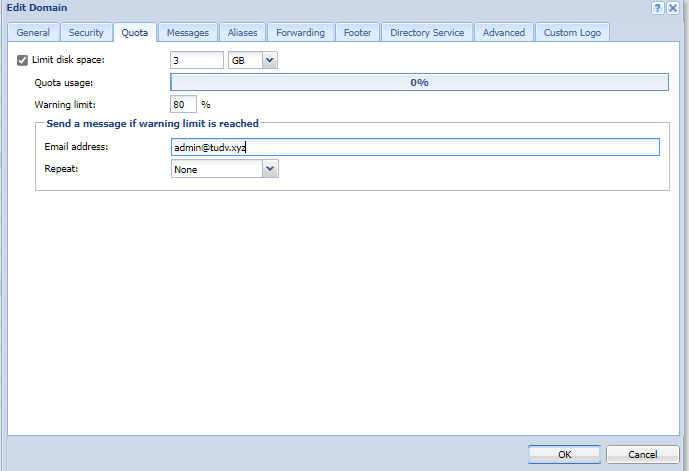 Edit Domain
General Security Quota Messages Aliases Forwarding Footer Directory Service Advanced Custom Logo
Limit disk space: 3 GB
Quota usage: 0%
Warning limit: 80 %
Send a message if warning limit is reached
Email address: admin@tudv.xyz
Repeat: None
OK Cancel